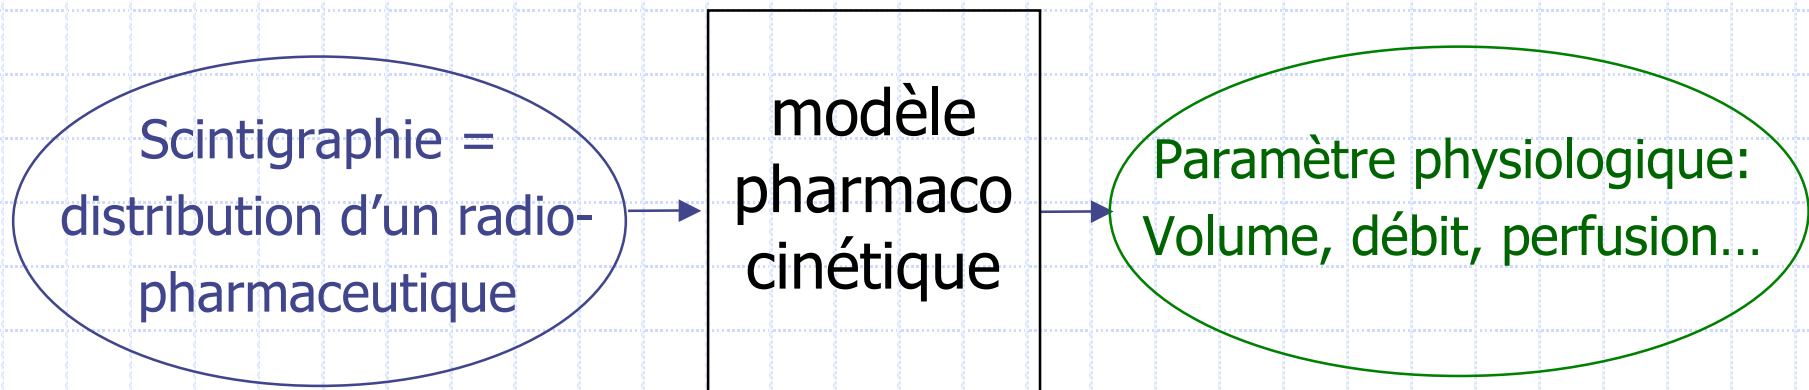 Scintigraphie =
distribution d’un radio-
pharmaceutique
modèle
pharmaco
cinétique
Paramètre physiologique:
Volume, débit, perfusion…